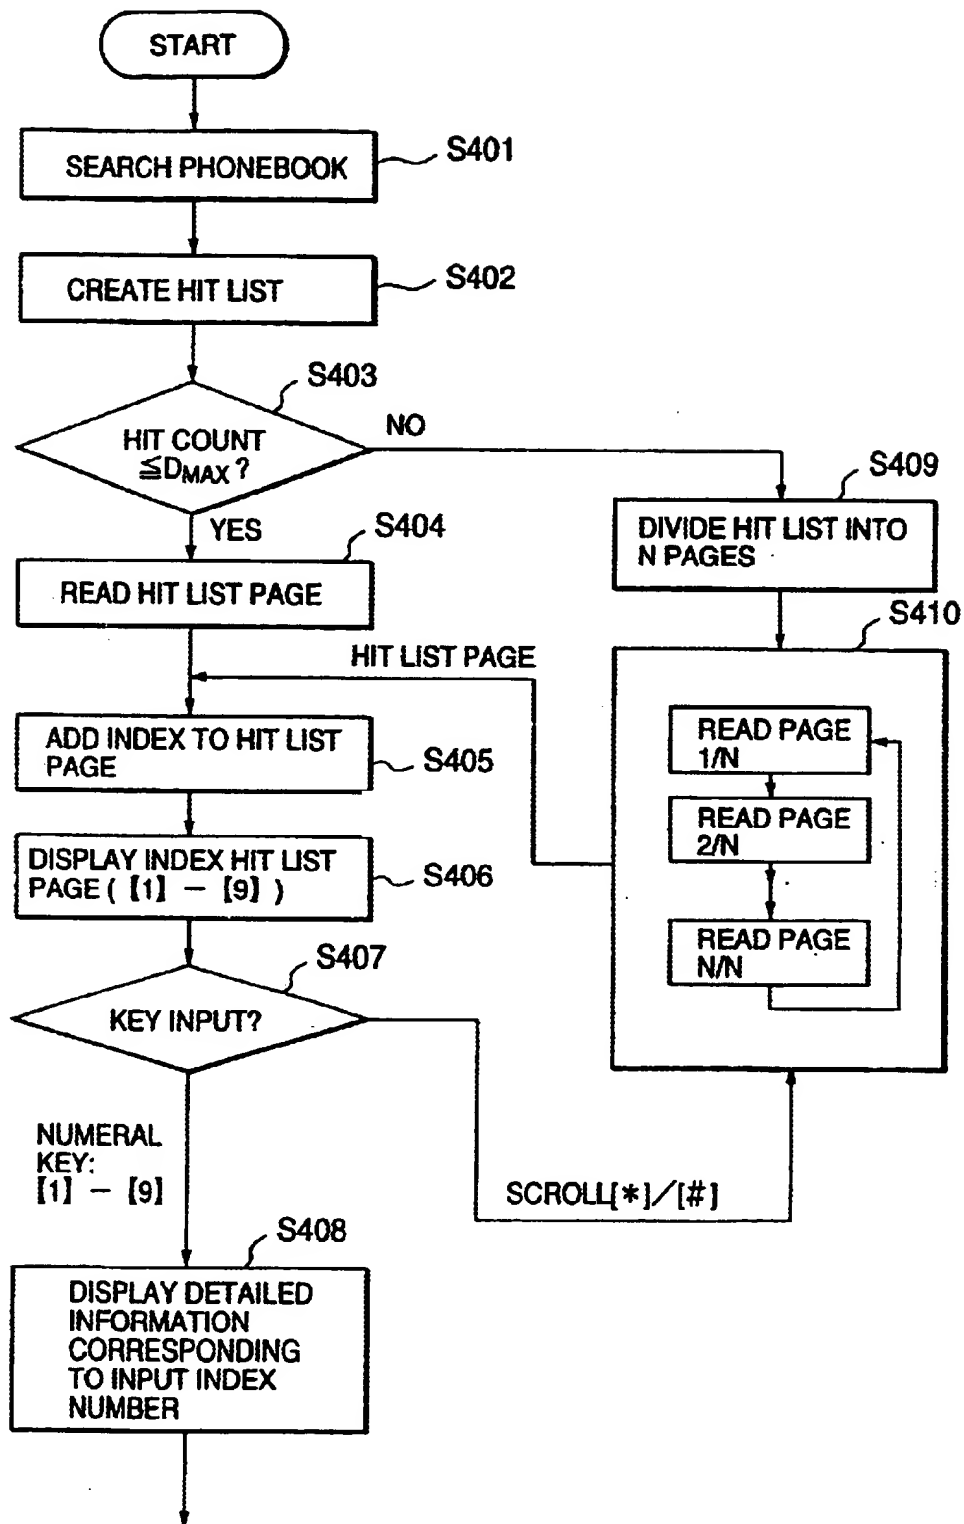 START
SEARCH PHONEBOOK
S401
CREATE HIT LIST
S402
S403
HIT COUNT
≦DMAX ?
NO
YES
S404
READ HIT LIST PAGE
S409
DIVIDE HIT LIST INTO
N PAGES
S410
HIT LIST PAGE
READ PAGE
1/N
READ PAGE
2/N
READ PAGE
N/N
ADD INDEX TO HIT LIST
PAGE
S405
DISPLAY INDEX HIT LIST
PAGE (【1】 − 【9】)
S406
S407
KEY INPUT?
NUMERAL
KEY:
【1】 − 【9】
SCROLL[*]/[#]
S408
DISPLAY DETAILED
INFORMATION
CORRESPONDING
TO INPUT INDEX
NUMBER